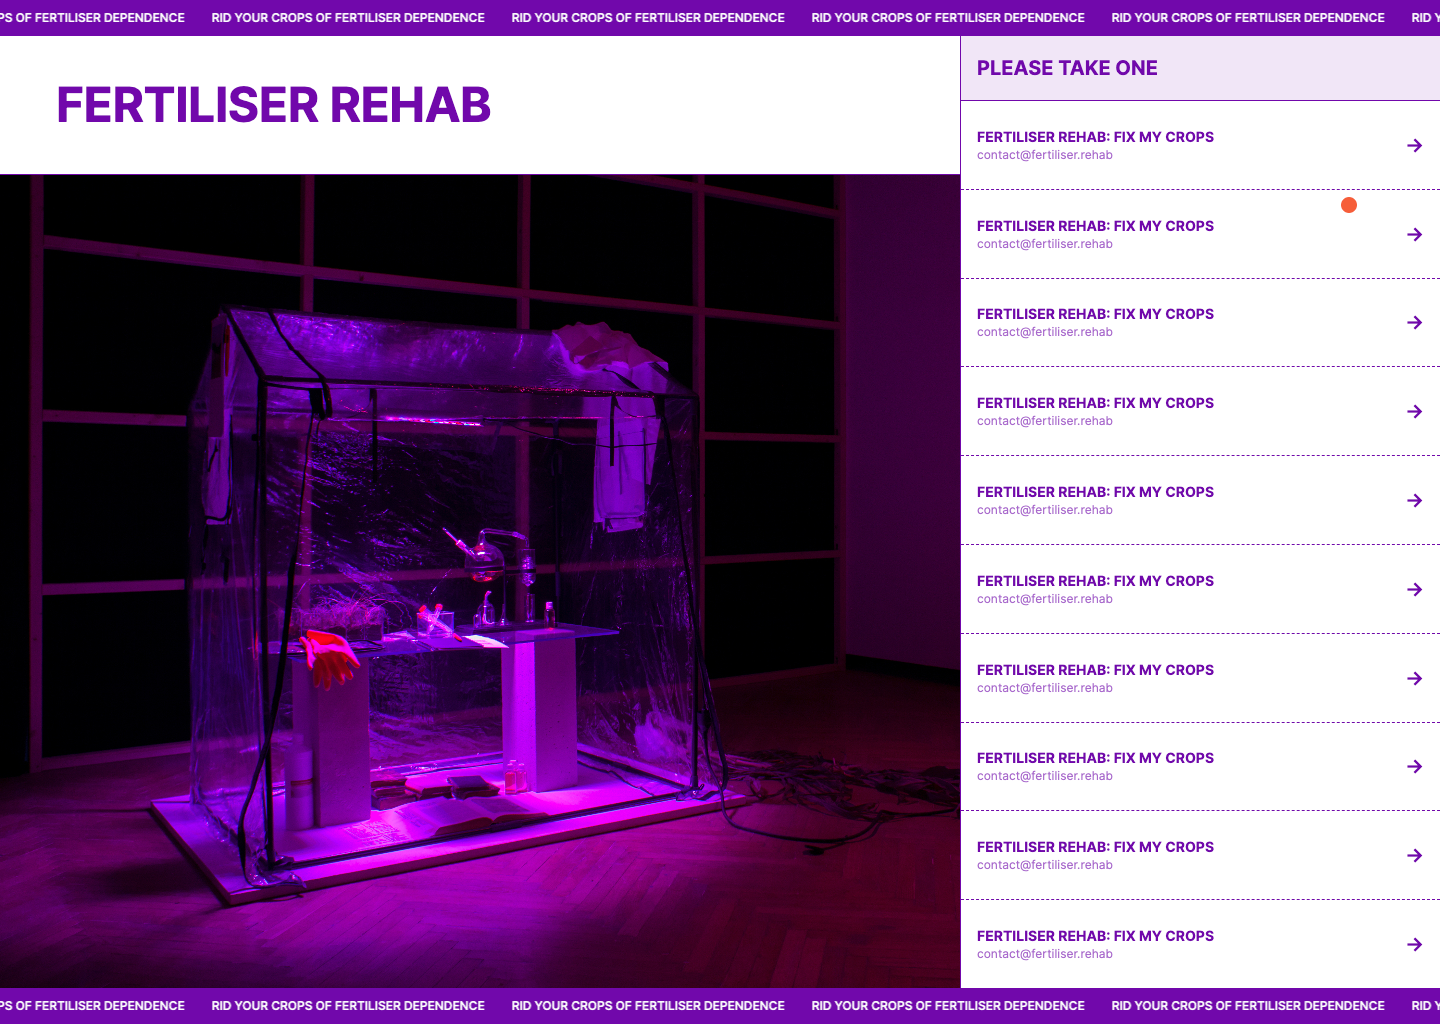 PS OF FERTILISER DEPENDENCE RID YOUR CROPS OF FERTILISER DEPENDENCE RID YOUR CROPS OF FERTILISER DEPENDENCE RID YOUR CROPS OF FERTILISER DEPENDENCE RID YOUR CROPS OF FERTILISER DEPENDENCE RID Y
FERTILISER REHAB
PLEASE TAKE ONE
FERTILISER REHAB: FIX MY CROPS
contact@fertiliser.rehab
FERTILISER REHAB: FIX MY CROPS
contact@fertiliser.rehab
FERTILISER REHAB: FIX MY CROPS
contact@fertiliser.rehab
FERTILISER REHAB: FIX MY CROPS
contact@fertiliser.rehab
FERTILISER REHAB: FIX MY CROPS
contact@fertiliser.rehab
FERTILISER REHAB: FIX MY CROPS
contact@fertiliser.rehab
FERTILISER REHAB: FIX MY CROPS
contact@fertiliser.rehab
FERTILISER REHAB: FIX MY CROPS
contact@fertiliser.rehab
FERTILISER REHAB: FIX MY CROPS
contact@fertiliser.rehab
FERTILISER REHAB: FIX MY CROPS
contact@fertiliser.rehab
PS OF FERTILISER DEPENDENCE RID YOUR CROPS OF FERTILISER DEPENDENCE RID YOUR CROPS OF FERTILISER DEPENDENCE RID YOUR CROPS OF FERTILISER DEPENDENCE RID YOUR CROPS OF FERTILISER DEPENDENCE RID Y